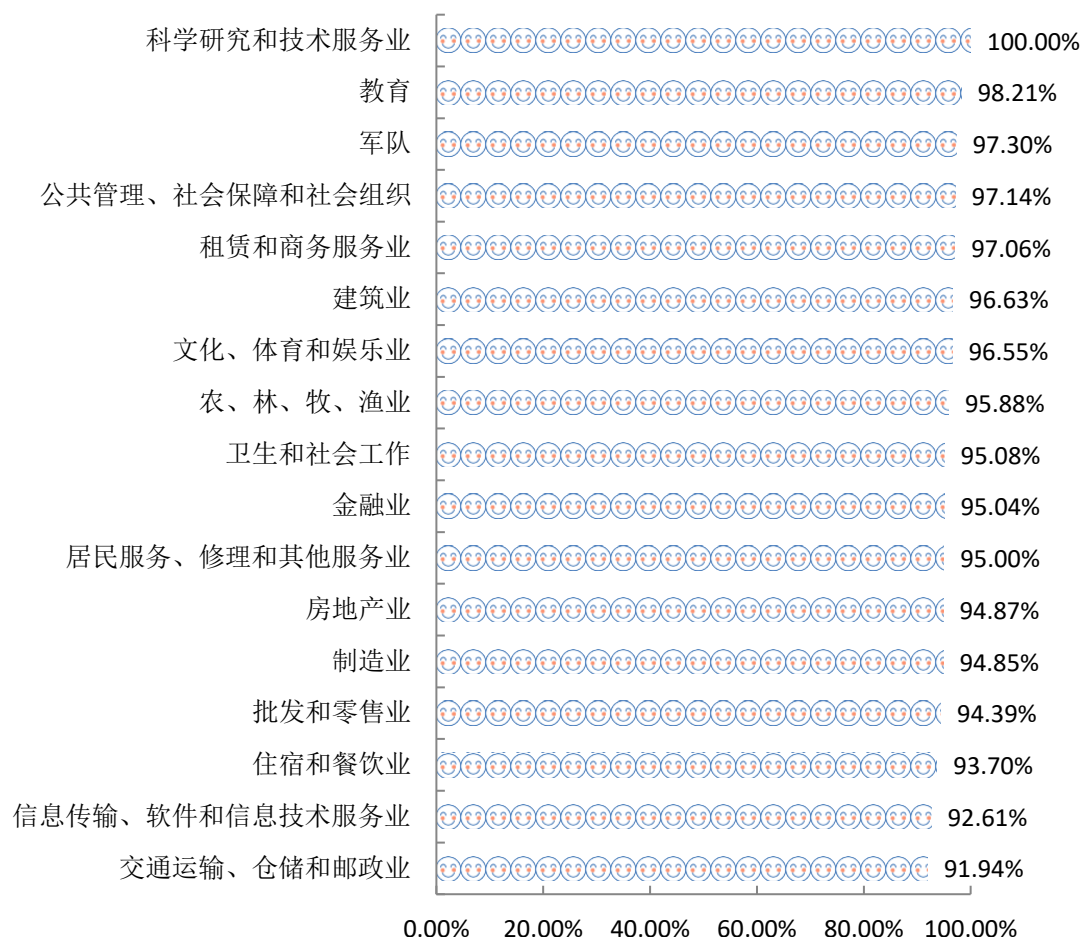 科学研究和技术服务业 100.00%
教育 98.21%
军队 97.30%
公共管理、社会保障和社会组织 97.14%
租赁和商务服务业 97.06%
建筑业 96.63%
文化、体育和娱乐业 96.55%
农、林、牧、渔业 95.88%
卫生和社会工作 95.08%
金融业 95.04%
居民服务、修理和其他服务业 95.00%
房地产业 94.87%
制造业 94.85%
批发和零售业 94.39%
住宿和餐饮业 93.70%
信息传输、软件和信息技术服务业 92.61%
交通运输、仓储和邮政业 91.94%
0.00% 20.00% 40.00% 60.00% 80.00% 100.00%